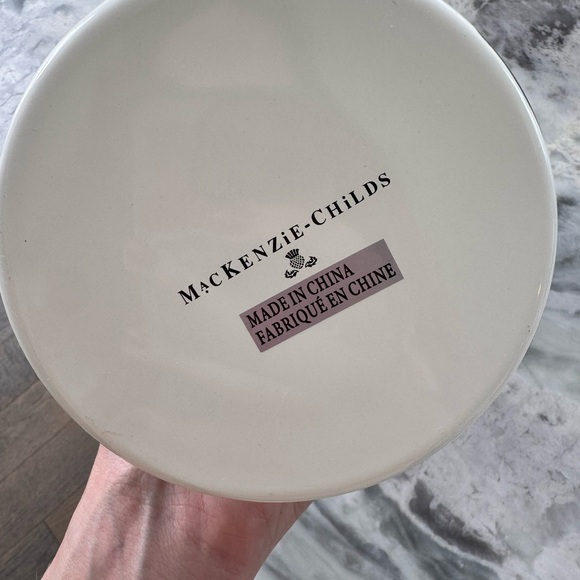 MacKENZiE-CHiLDS
MADE IN CHINA
FABRIQUÉ EN CHINE